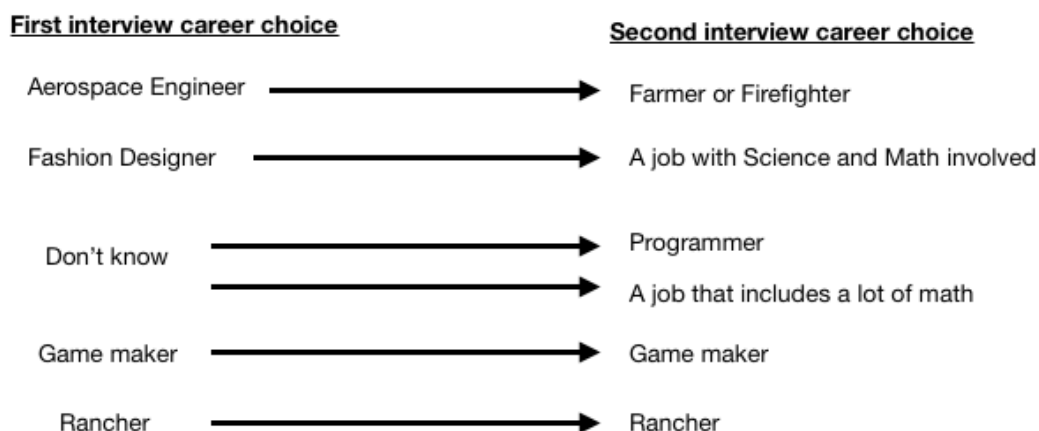 First interview career choice
Second interview career choice
Aerospace Engineer
Farmer or Firefighter
Fashion Designer
A job with Science and Math involved
Don't know
Programmer
A job that includes a lot of math
Game maker
Game maker
Rancher
Rancher